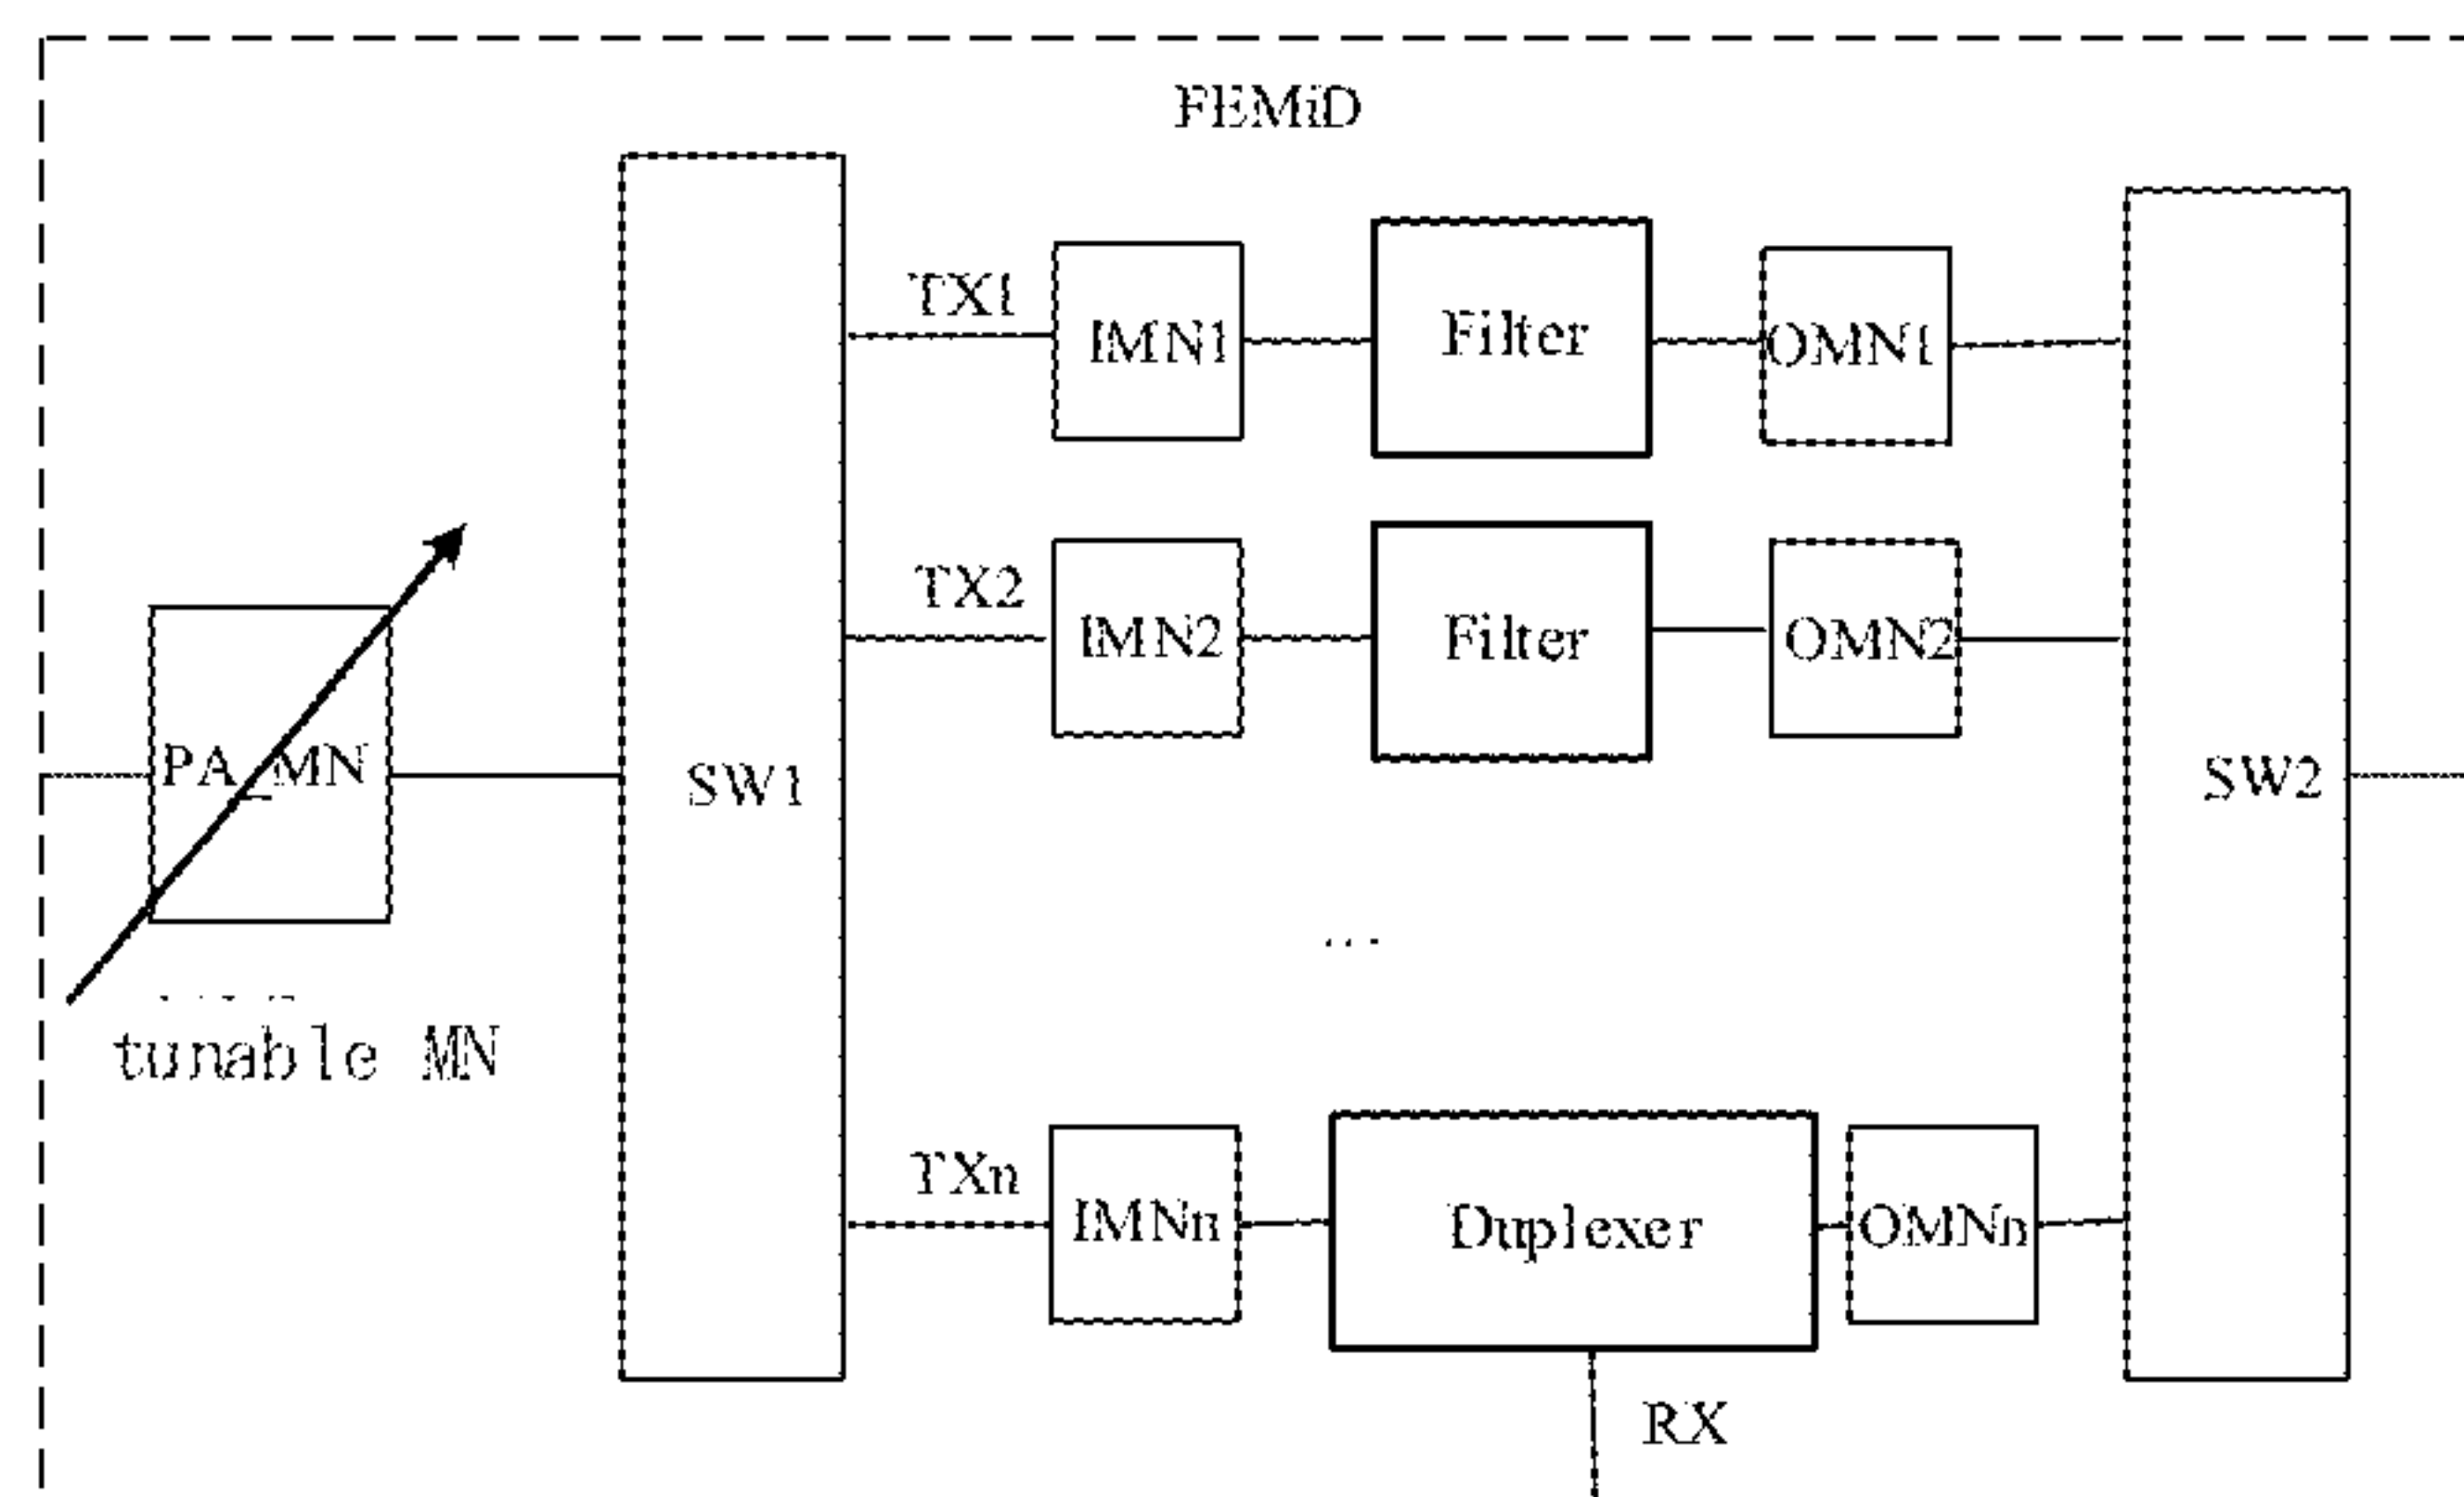 FEMiD
TX1
IMN1
Filter
OMN1
TX2
IMN2
Filter
OMN2
PA_MN
SW1
SW2
...
tunable MN
TXn
IMNn
Duplexer
OMNn
RX